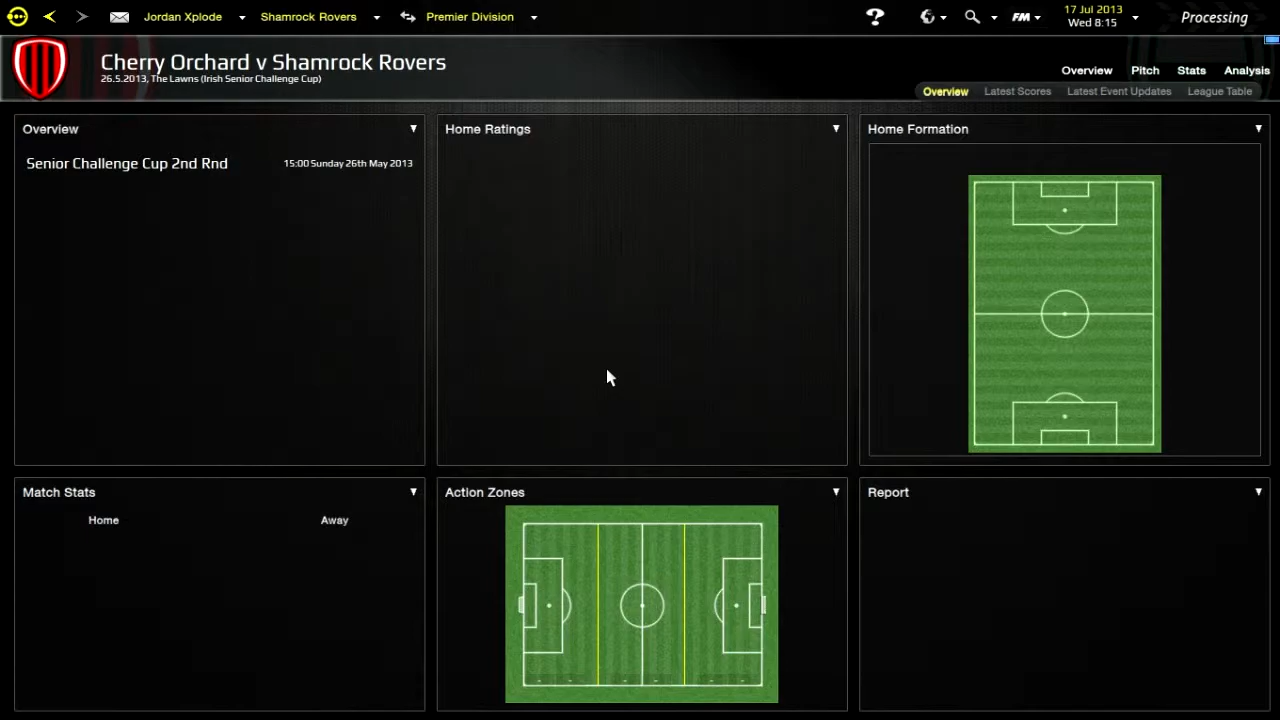 Jordan Xplode Shamrock Rovers Premier Division ? FM 17 Jul 2013 Processing
Wed 8:15
Cherry Orchard v Shamrock Rovers
26.5.2013, The Lawns (Irish Senior Challenge Cup)
Overview Pitch Stats Analysis
Overview Latest Scores Latest Event Updates League Table
Overview Home Ratings Home Formation
Senior Challenge Cup 2nd Rnd 15:00 Sunday 26th May 2013
Match Stats Action Zones Report
Home Away